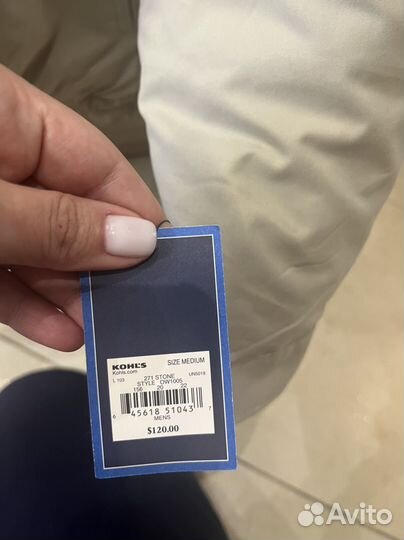 KOHL'S SIZE MEDIUM
Kohls.com
L 103 271 STONE UN5018
STYLE DW1005
156 20 22
6 45618 51043 7
MENS
$120.00
Avito